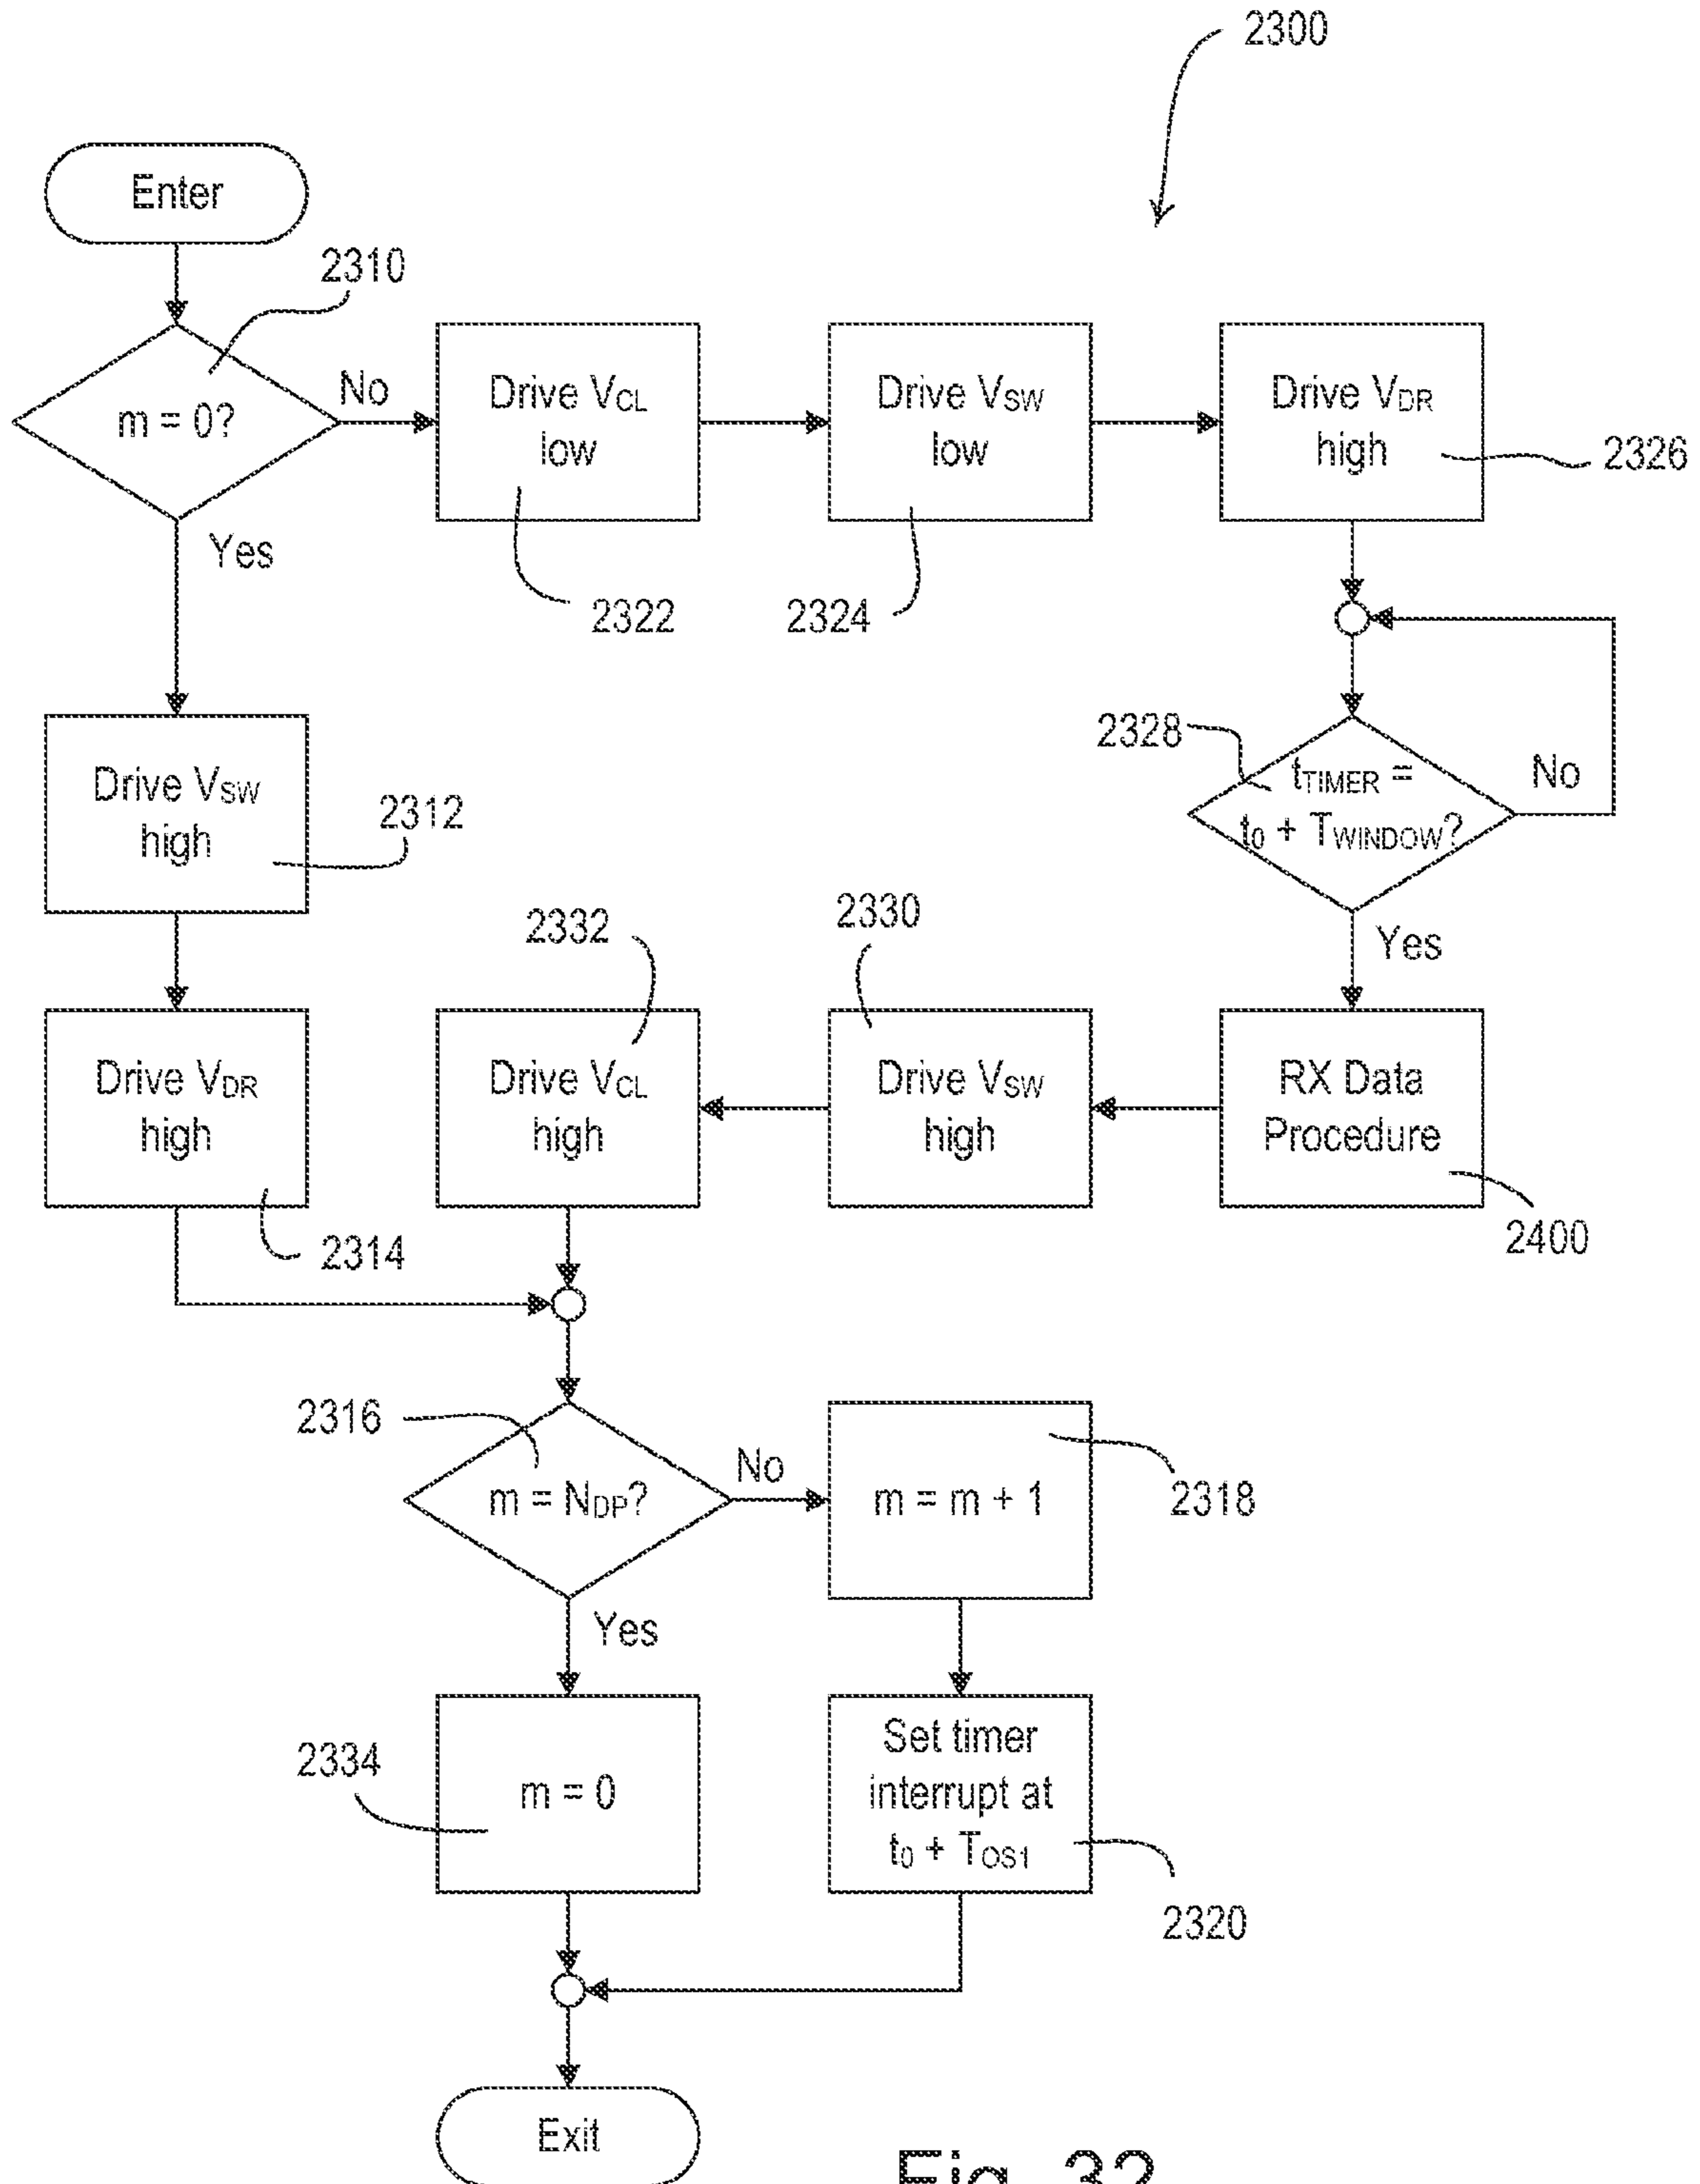 2300
Enter
2310
m = 0?
No
Yes
Drive VCL
low
2322
Drive VSW
low
2324
Drive VDR
high
2326
2328
tTIMER =
t0 + TWINDOW?
No
Yes
Drive VSW
high
2312
Drive VDR
high
2314
2332
Drive VCL
high
2330
Drive VSW
high
RX Data
Procedure
2400
2316
m = NDP?
No
Yes
m = m + 1
2318
2334
m = 0
Set timer
interrupt at
t0 + TOS1
2320
Exit
Fig. 32